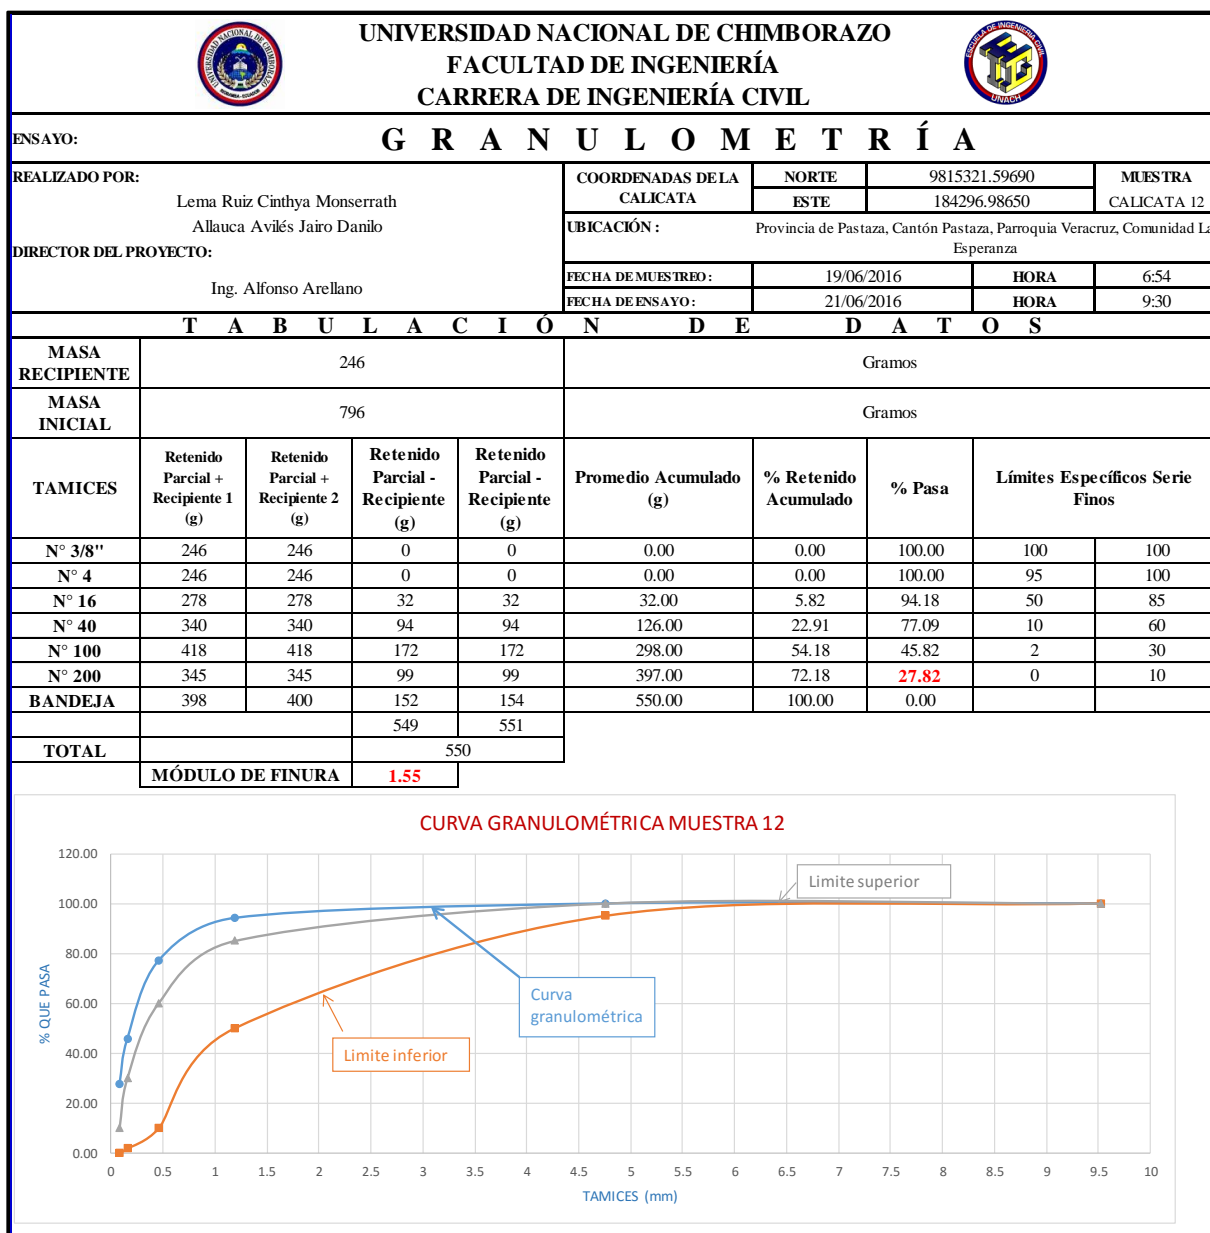 UNIVERSIDAD NACIONAL DE CHIMBORAZO
FACULTAD DE INGENIERÍA
CARRERA DE INGENIERÍA CIVIL
UNIVERSIDAD NACIONAL DE CHIMBORAZO
RIOBAMBA - ECUADOR
ESCUELA DE INGENIERIA CIVIL
UNACH
ENSAYO: G R A N U L O M E T R Í A
REALIZADO POR:
Lema Ruiz Cinthya Monserrath
Allauca Avilés Jairo Danilo
DIRECTOR DEL PROYECTO:
Ing. Alfonso Arellano
COORDENADAS DE LA CALICATA NORTE 9815321.59690 MUESTRA
ESTE 184296.98650 CALICATA 12
UBICACIÓN : Provincia de Pastaza, Cantón Pastaza, Parroquia Veracruz, Comunidad La
Esperanza
FECHA DE MUESTREO : 19/06/2016 HORA 6:54
FECHA DE ENSAYO : 21/06/2016 HORA 9:30
T A B U L A C I Ó N D E D A T O S
MASA RECIPIENTE 246 Gramos
MASA INICIAL 796 Gramos
TAMICES Retenido Parcial + Recipiente 1 (g) Retenido Parcial + Recipiente 2 (g) Retenido Parcial - Recipiente (g) Retenido Parcial - Recipiente (g) Promedio Acumulado (g) % Retenido Acumulado % Pasa Límites Específicos Serie Finos
N° 3/8" 246 246 0 0 0.00 0.00 100.00 100 100
N° 4 246 246 0 0 0.00 0.00 100.00 95 100
N° 16 278 278 32 32 32.00 5.82 94.18 50 85
N° 40 340 340 94 94 126.00 22.91 77.09 10 60
N° 100 418 418 172 172 298.00 54.18 45.82 2 30
N° 200 345 345 99 99 397.00 72.18 27.82 0 10
BANDEJA 398 400 152 154 550.00 100.00 0.00
549 551
TOTAL 550
MÓDULO DE FINURA 1.55
CURVA GRANULOMÉTRICA MUESTRA 12
% QUE PASA
120.00
100.00
80.00
60.00
40.00
20.00
0.00
Limite superior
Curva
granulométrica
Limite inferior
0 0.5 1 1.5 2 2.5 3 3.5 4 4.5 5 5.5 6 6.5 7 7.5 8 8.5 9 9.5 10
TAMICES (mm)